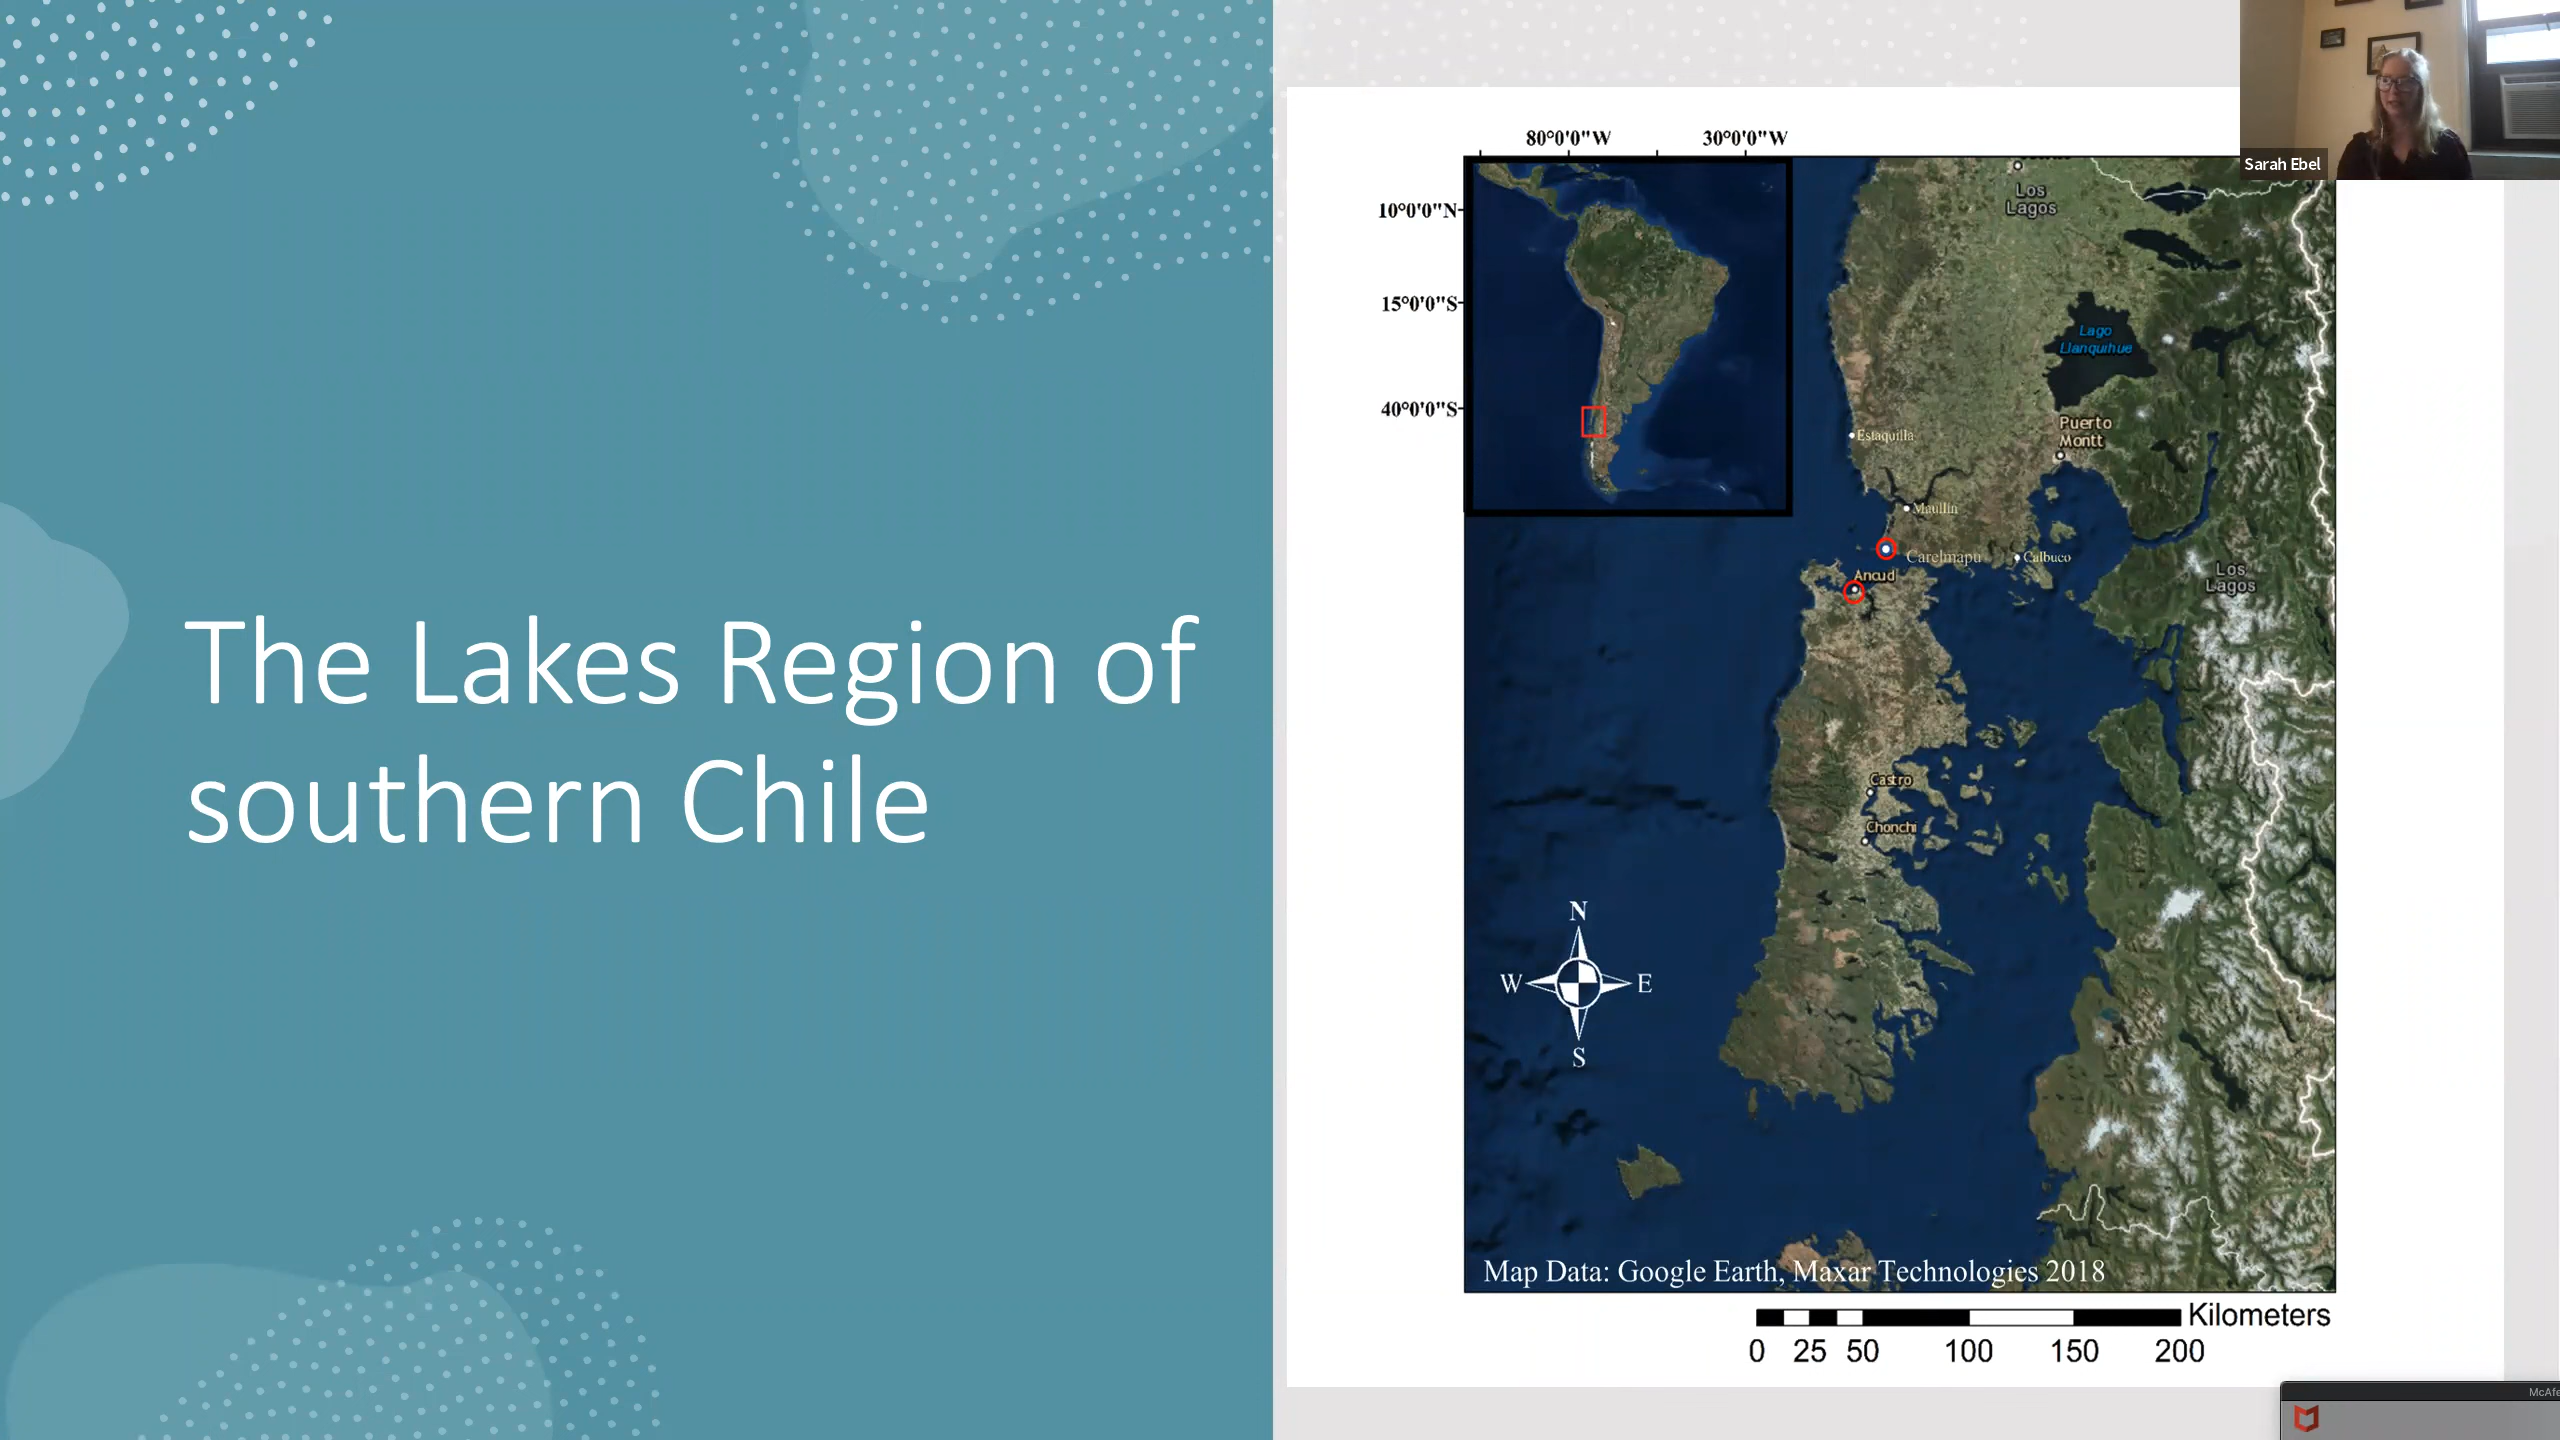 The Lakes Region of
southern Chile
80°0'0"W
30°0'0"W
10°0'0"N
15°0'0"S
40°0'0"S
Los
Lagos
Lago
Llanquihue
Puerto
Montt
Estaquilla
Maullin
Carelmapu
Calbuco
Ancud
Los
Lagos
Castro
Chonchi
N
W
E
S
Map Data: Google Earth, Maxar Technologies 2018
Kilometers
0 25 50 100 150 200
Sarah Ebel